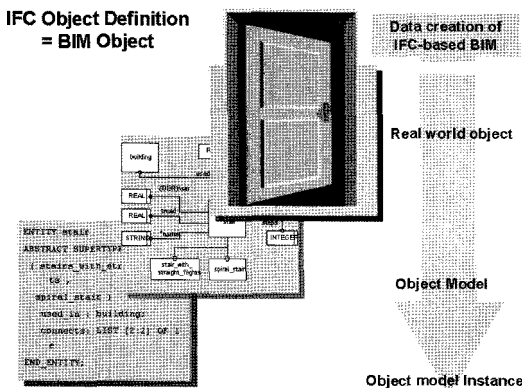 IFC Object Definition
= BIM Object
Data creation of
IFC-based BIM
Real world object
building
REAL
REAL
STRING
INTEGER
stair_with_
straight_flights
spiral_stair
Object Model
ENTITY stair
ABSTRACT SUPERTYPE
( stairs_with_str
ts ,
spiral_stair )
used_in : building;
connects: LIST [2:2] OF
END_ENTITY;
Object model Instance